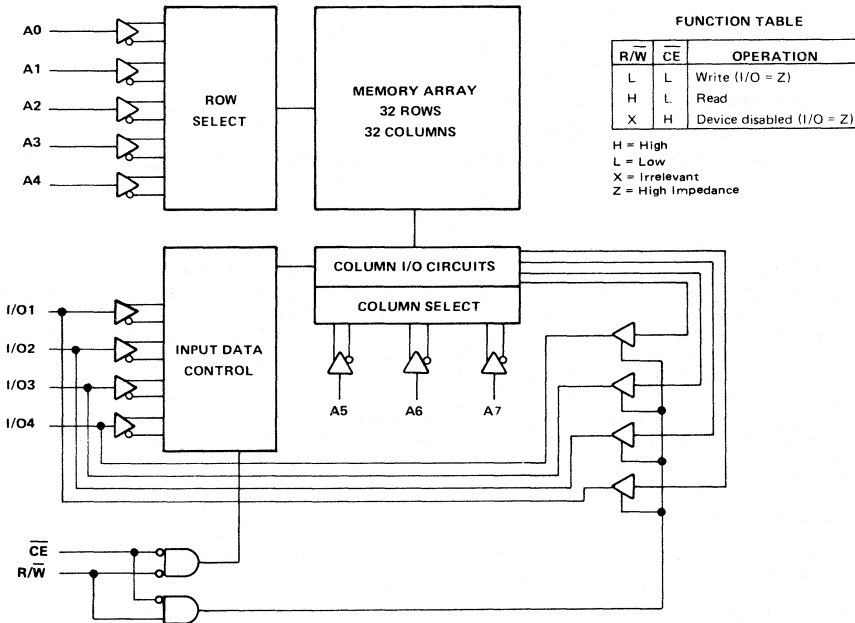 A0
A1
A2
A3
A4
ROW
SELECT
MEMORY ARRAY
32 ROWS
32 COLUMNS
FUNCTION TABLE
R/W̅ C̅E̅ OPERATION
L L Write (I/O = Z)
H L Read
X H Device disabled (I/O = Z)
H = High
L = Low
X = Irrelevant
Z = High Impedance
I/O1
I/O2
I/O3
I/O4
INPUT DATA
CONTROL
COLUMN I/O CIRCUITS
COLUMN SELECT
A5 A6 A7
C̅E̅
R/W̅